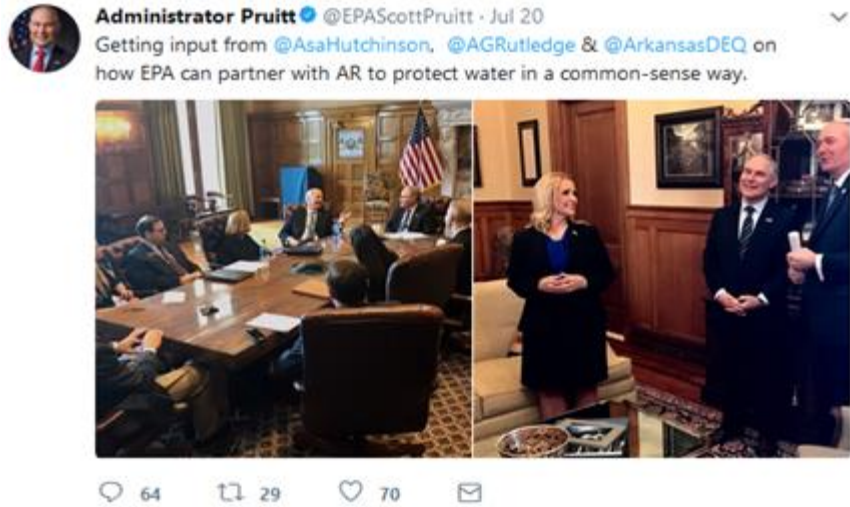 Administrator Pruitt @EPAScottPruitt · Jul 20
Getting input from @AsaHutchinson, @AGRutledge & @ArkansasDEQ on
how EPA can partner with AR to protect water in a common-sense way.
64 29 70